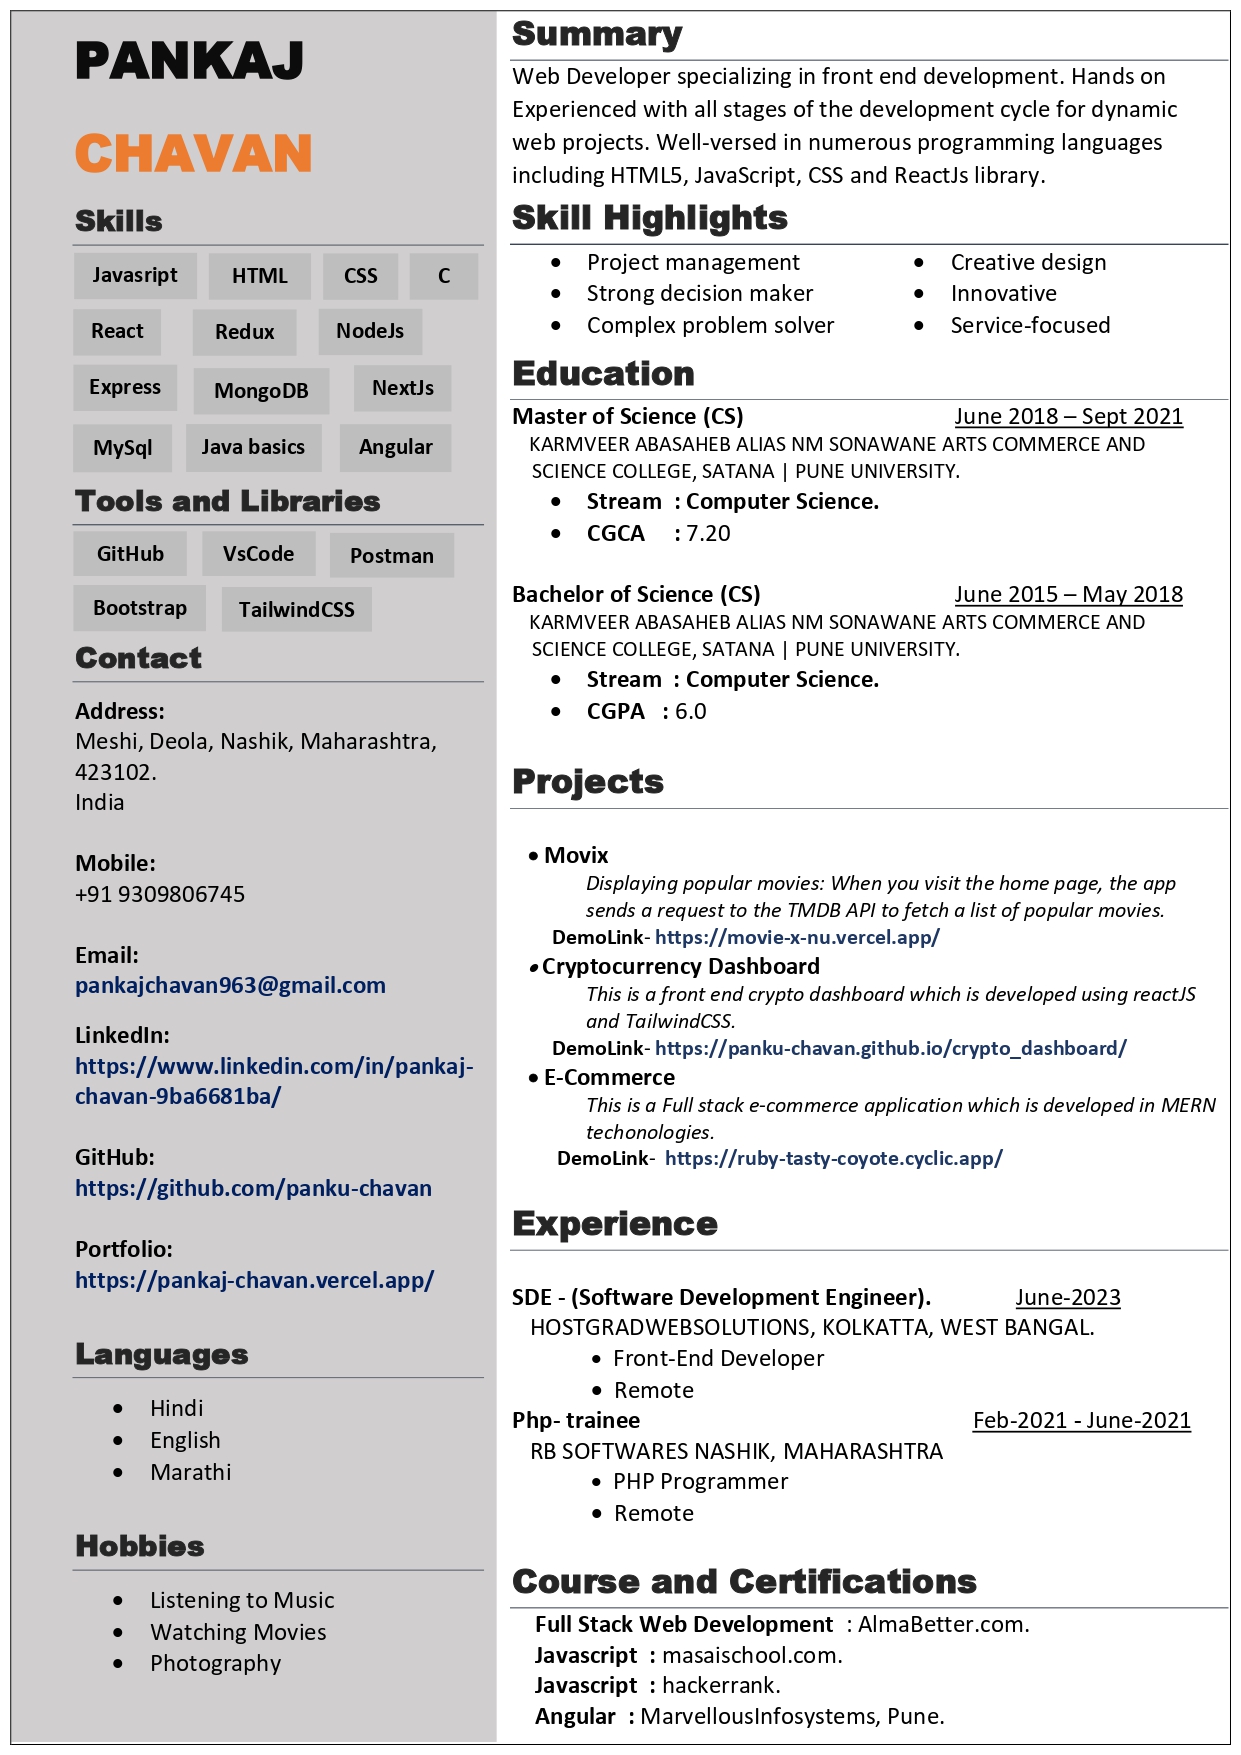 PANKAJ
CHAVAN
Skills
Javasript HTML CSS C
React Redux NodeJs
Express MongoDB NextJs
MySql Java basics Angular
Tools and Libraries
GitHub VsCode Postman
Bootstrap TailwindCSS
Contact
Address:
Meshi, Deola, Nashik, Maharashtra,
423102.
India
Mobile:
+91 9309806745
Email:
pankajchavan963@gmail.com
LinkedIn:
https://www.linkedin.com/in/pankaj-
chavan-9ba6681ba/
GitHub:
https://github.com/panku-chavan
Portfolio:
https://pankaj-chavan.vercel.app/
Languages
• Hindi
• English
• Marathi
Hobbies
• Listening to Music
• Watching Movies
• Photography
Summary
Web Developer specializing in front end development. Hands on
Experienced with all stages of the development cycle for dynamic
web projects. Well-versed in numerous programming languages
including HTML5, JavaScript, CSS and ReactJs library.
Skill Highlights
• Project management
• Strong decision maker
• Complex problem solver
• Creative design
• Innovative
• Service-focused
Education
Master of Science (CS) June 2018 – Sept 2021
KARMVEER ABASAHEB ALIAS NM SONAWANE ARTS COMMERCE AND
SCIENCE COLLEGE, SATANA | PUNE UNIVERSITY.
• Stream : Computer Science.
• CGCA : 7.20
Bachelor of Science (CS) June 2015 – May 2018
KARMVEER ABASAHEB ALIAS NM SONAWANE ARTS COMMERCE AND
SCIENCE COLLEGE, SATANA | PUNE UNIVERSITY.
• Stream : Computer Science.
• CGPA : 6.0
Projects
• Movix
Displaying popular movies: When you visit the home page, the app
sends a request to the TMDB API to fetch a list of popular movies.
DemoLink- https://movie-x-nu.vercel.app/
• Cryptocurrency Dashboard
This is a front end crypto dashboard which is developed using reactJS
and TailwindCSS.
DemoLink- https://panku-chavan.github.io/crypto_dashboard/
• E-Commerce
This is a Full stack e-commerce application which is developed in MERN
techonologies.
DemoLink- https://ruby-tasty-coyote.cyclic.app/
Experience
SDE - (Software Development Engineer). June-2023
HOSTGRADWEBSOLUTIONS, KOLKATTA, WEST BANGAL.
• Front-End Developer
• Remote
Php- trainee Feb-2021 - June-2021
RB SOFTWARES NASHIK, MAHARASHTRA
• PHP Programmer
• Remote
Course and Certifications
Full Stack Web Development : AlmaBetter.com.
Javascript : masaischool.com.
Javascript : hackerrank.
Angular : MarvellousInfosystems, Pune.